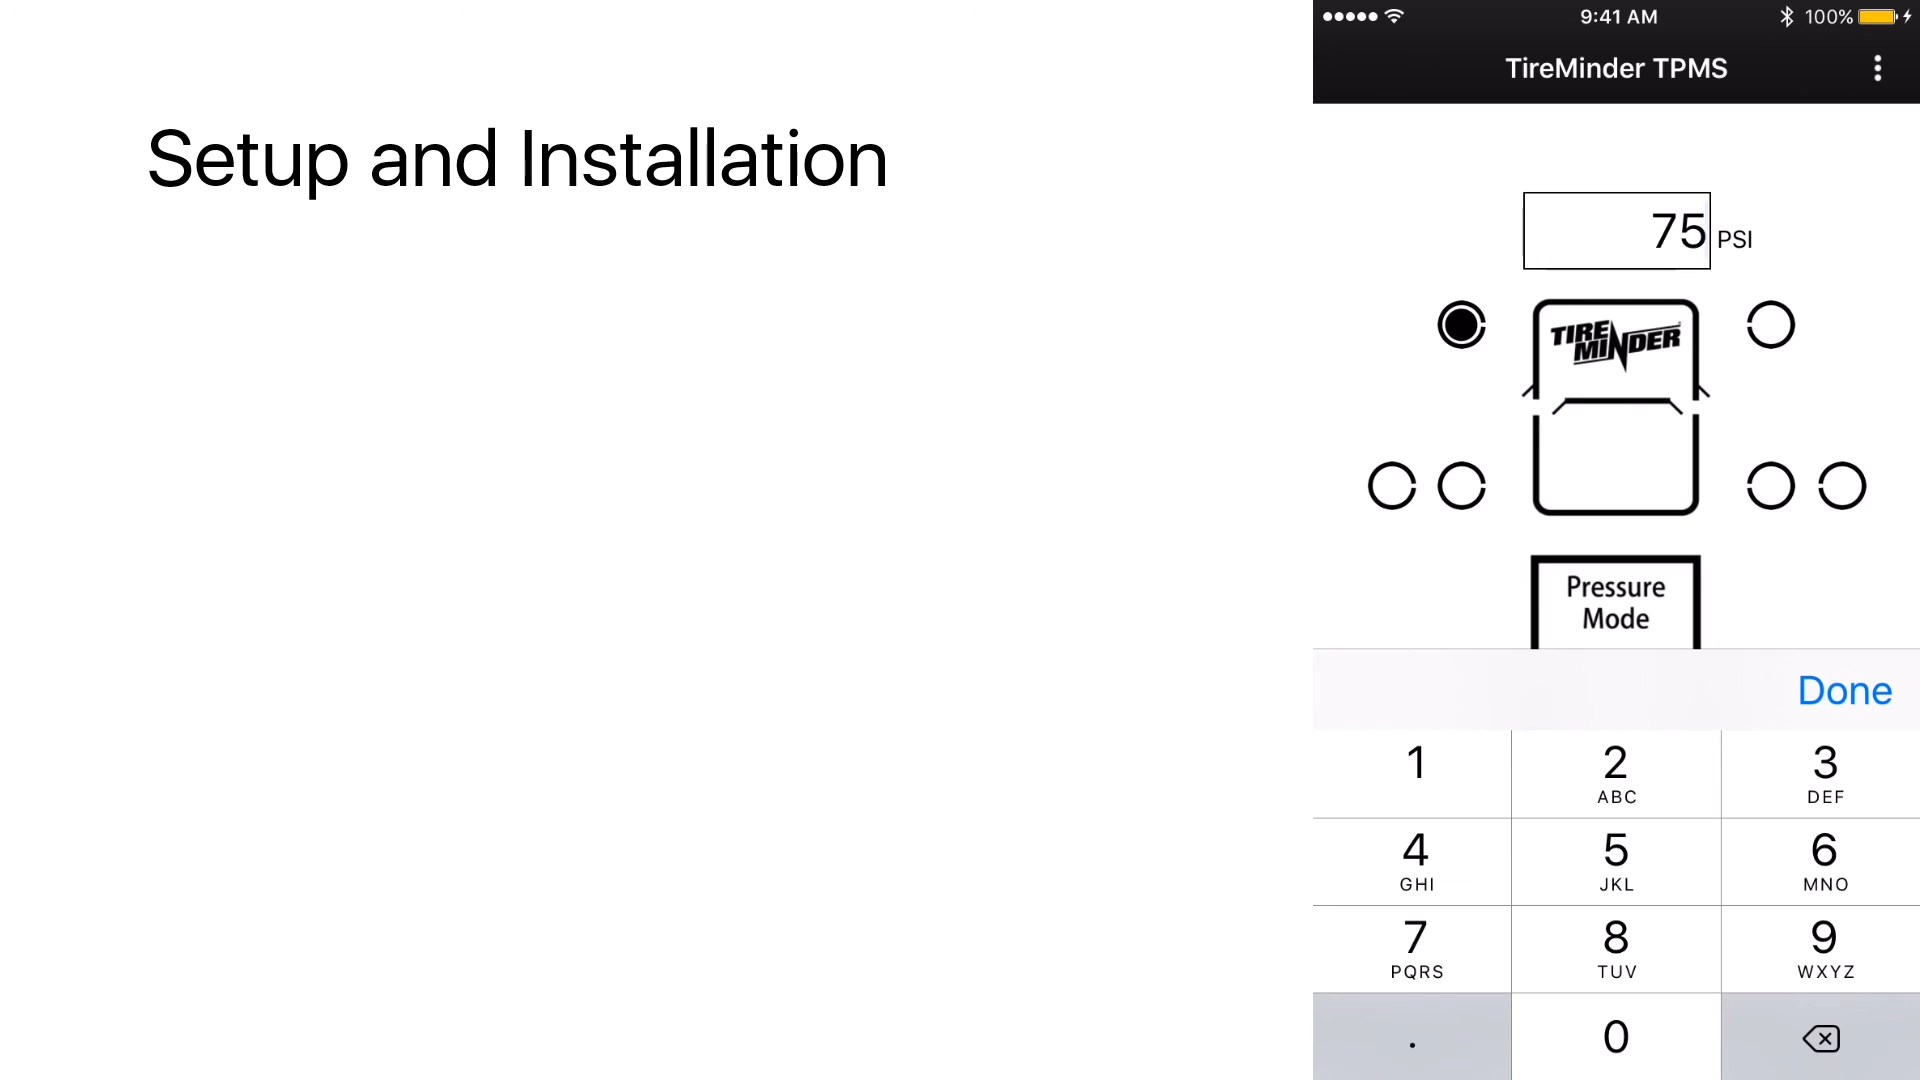 Setup and Installation
9:41 AM
100%
TireMinder TPMS
75 PSI
TIRE
MINDER
Pressure
Mode
Done
1 2 3
ABC DEF
4 5 6
GHI JKL MNO
7 8 9
PQRS TUV WXYZ
. 0